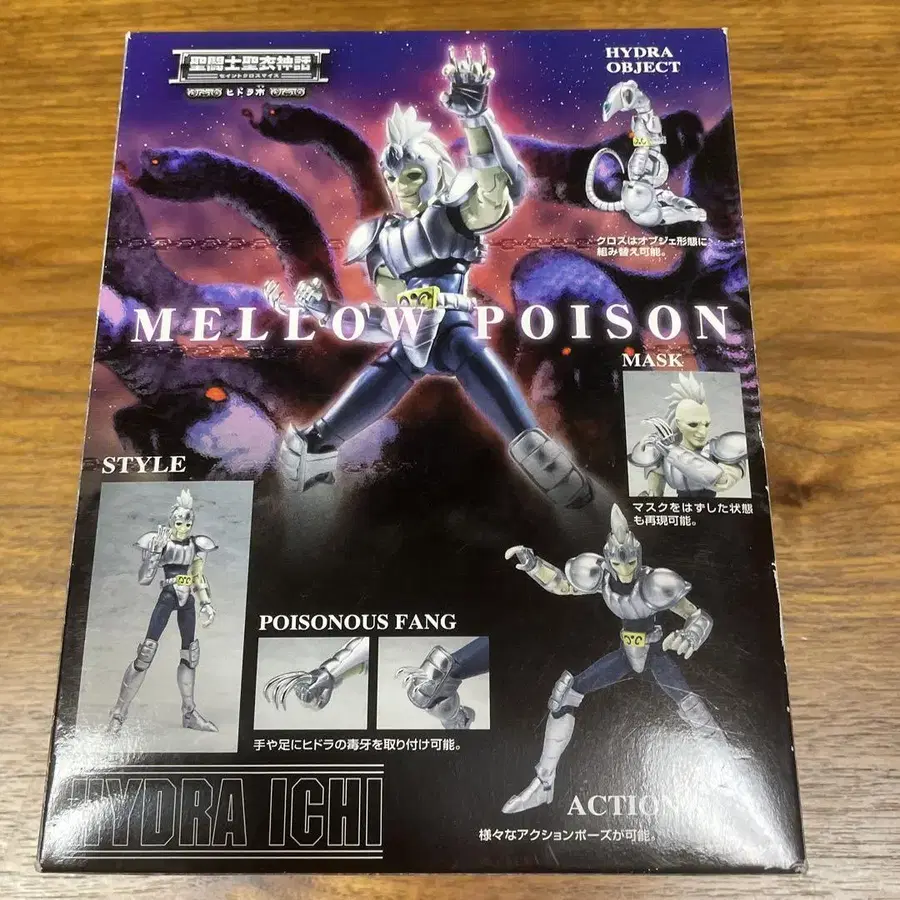 聖闘士聖衣神話
セイントクロスマイス
ヒドラ市
HYDRA
OBJECT
クロスはオブジェ形態に
組み替え可能。
MELLOW POISON
MASK
マスクをはずした状態
も再現可能。
STYLE
POISONOUS FANG
手や足にヒドラの毒牙を取り付け可能。
HYDRA ICHI
ACTION
様々なアクションポーズが可能。